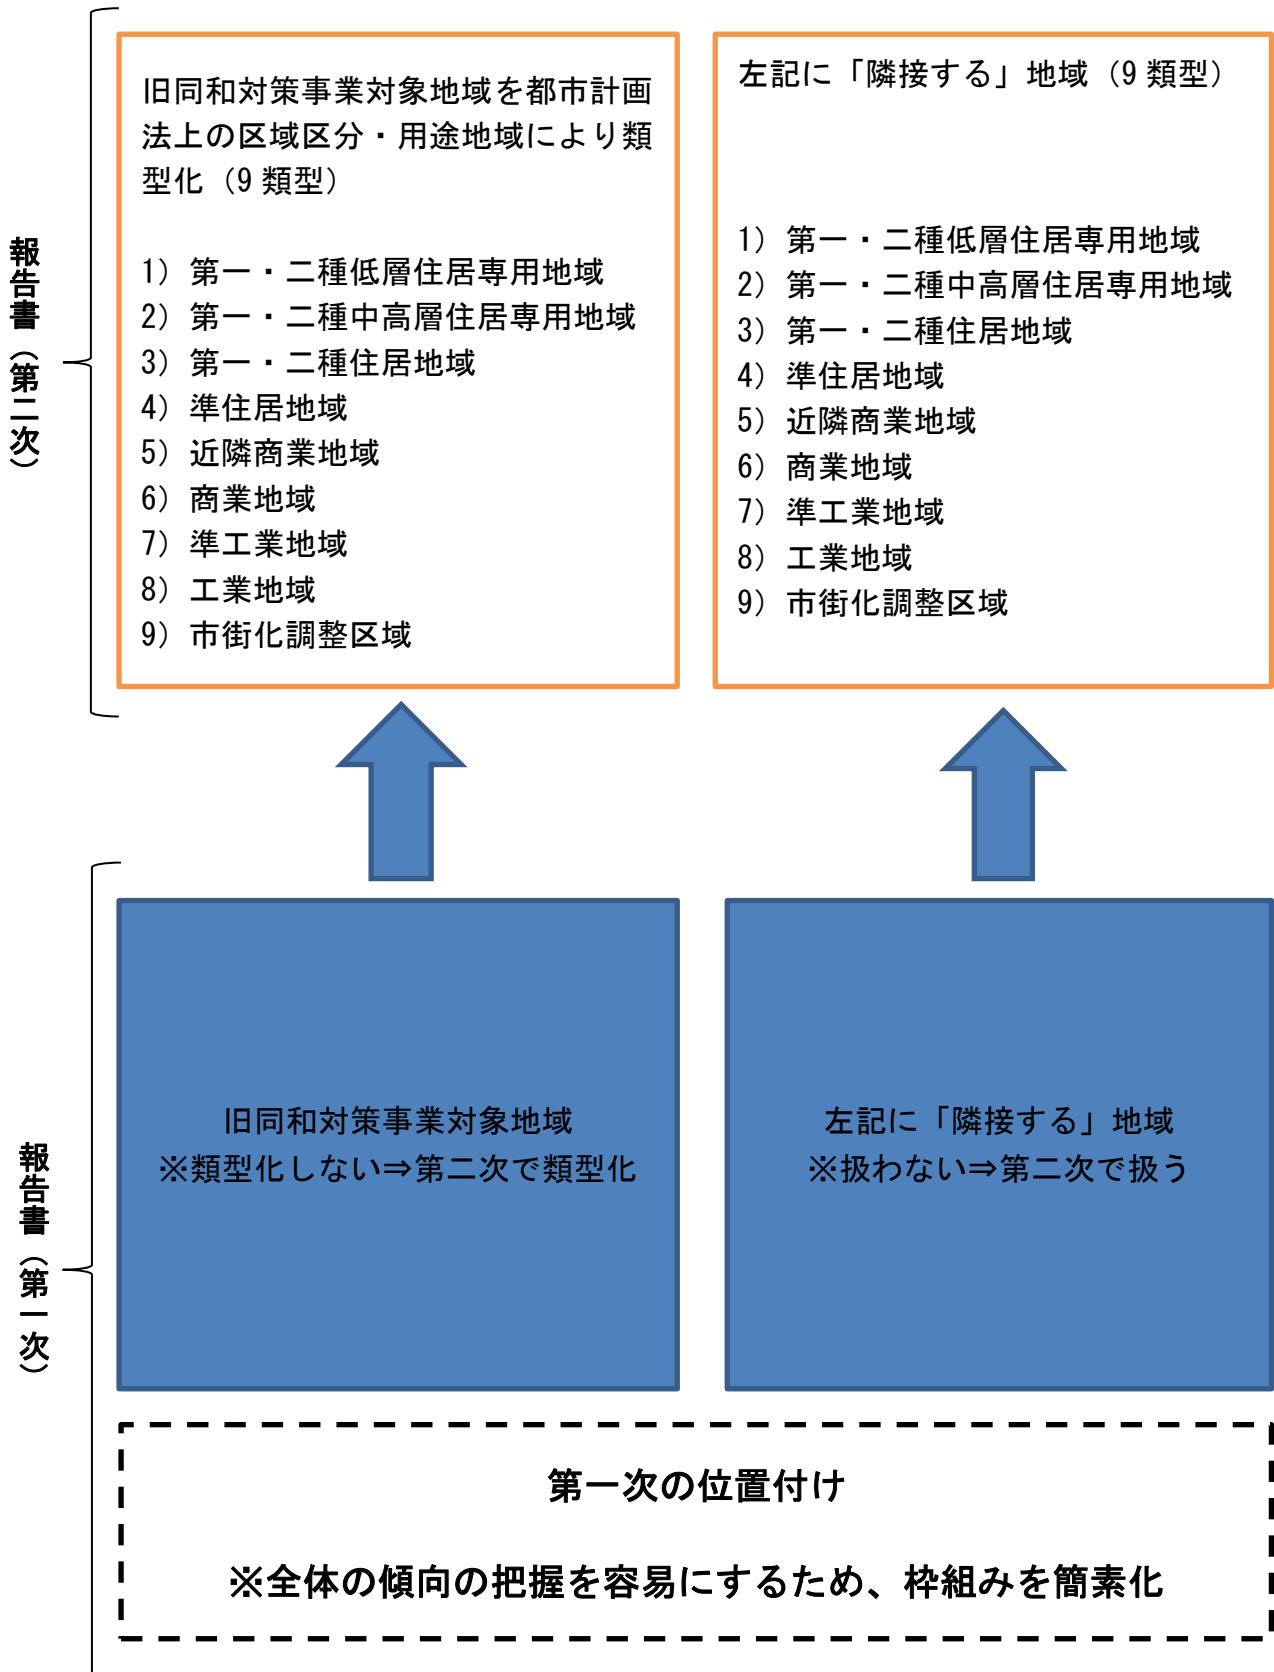 報告書（第二次）
旧同和対策事業対象地域を都市計画
法上の区域区分・用途地域により類
型化（9 類型）
1）第一・二種低層住居専用地域
2）第一・二種中高層住居専用地域
3）第一・二種住居地域
4）準住居地域
5）近隣商業地域
6）商業地域
7）準工業地域
8）工業地域
9）市街化調整区域
左記に「隣接する」地域（9 類型）
1）第一・二種低層住居専用地域
2）第一・二種中高層住居専用地域
3）第一・二種住居地域
4）準住居地域
5）近隣商業地域
6）商業地域
7）準工業地域
8）工業地域
9）市街化調整区域
報告書（第一次）
旧同和対策事業対象地域
※類型化しない⇒第二次で類型化
左記に「隣接する」地域
※扱わない⇒第二次で扱う
第一次の位置付け
※全体の傾向の把握を容易にするため、枠組みを簡素化